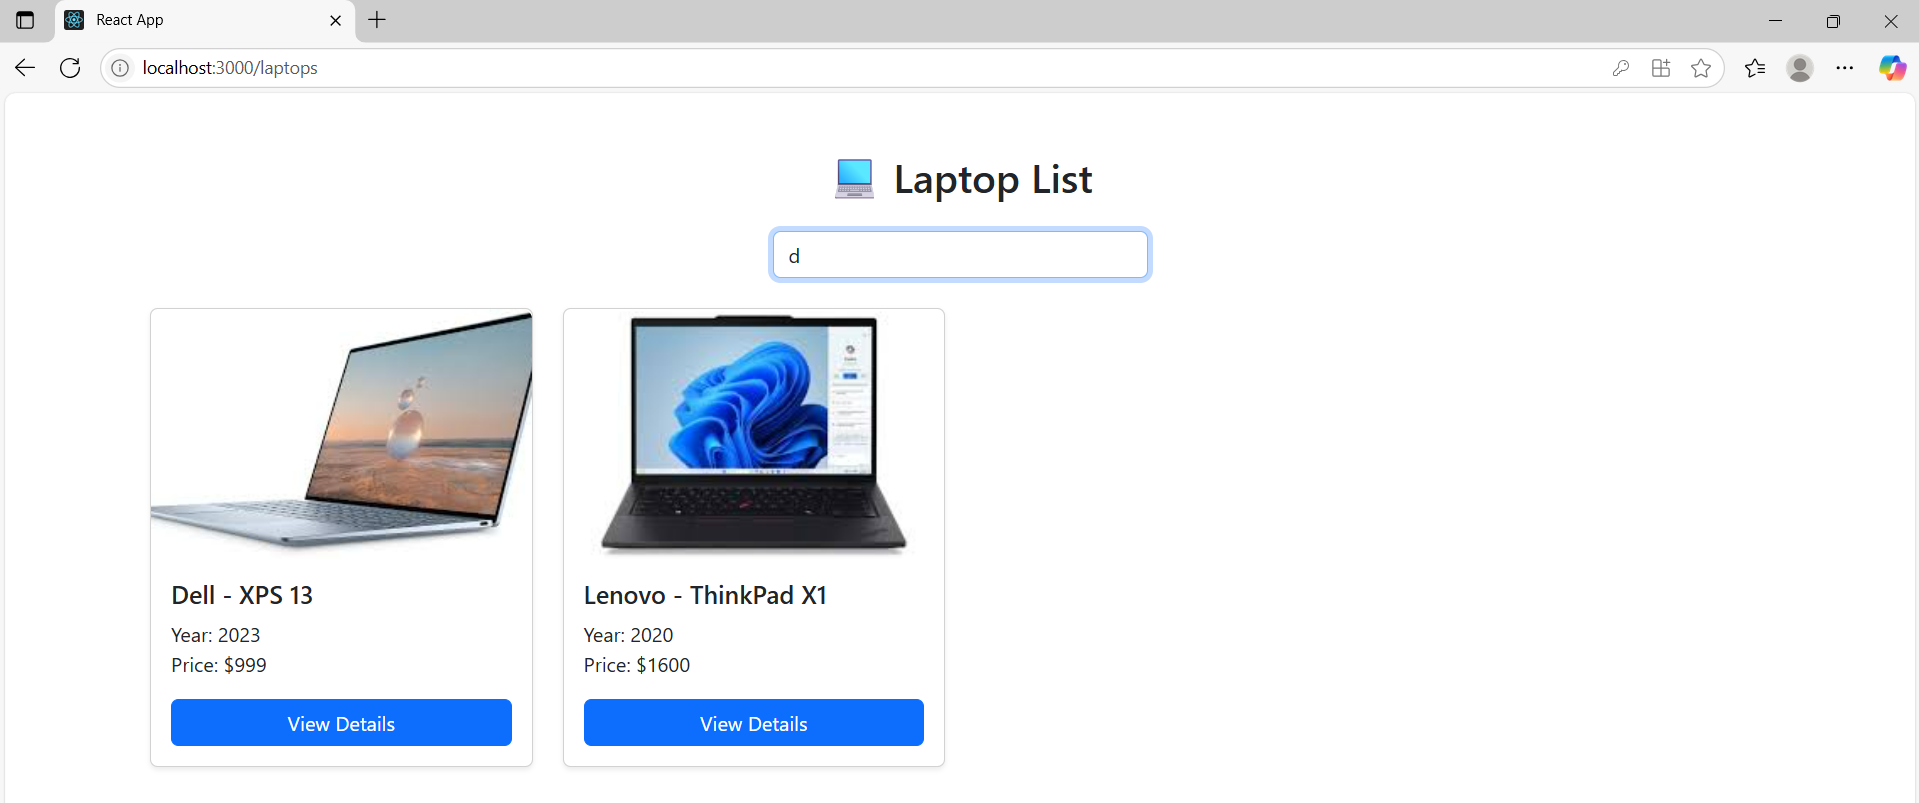 React App
localhost:3000/laptops
Laptop List
d
Dell - XPS 13
Year: 2023
Price: $999
View Details
Lenovo - ThinkPad X1
Year: 2020
Price: $1600
View Details